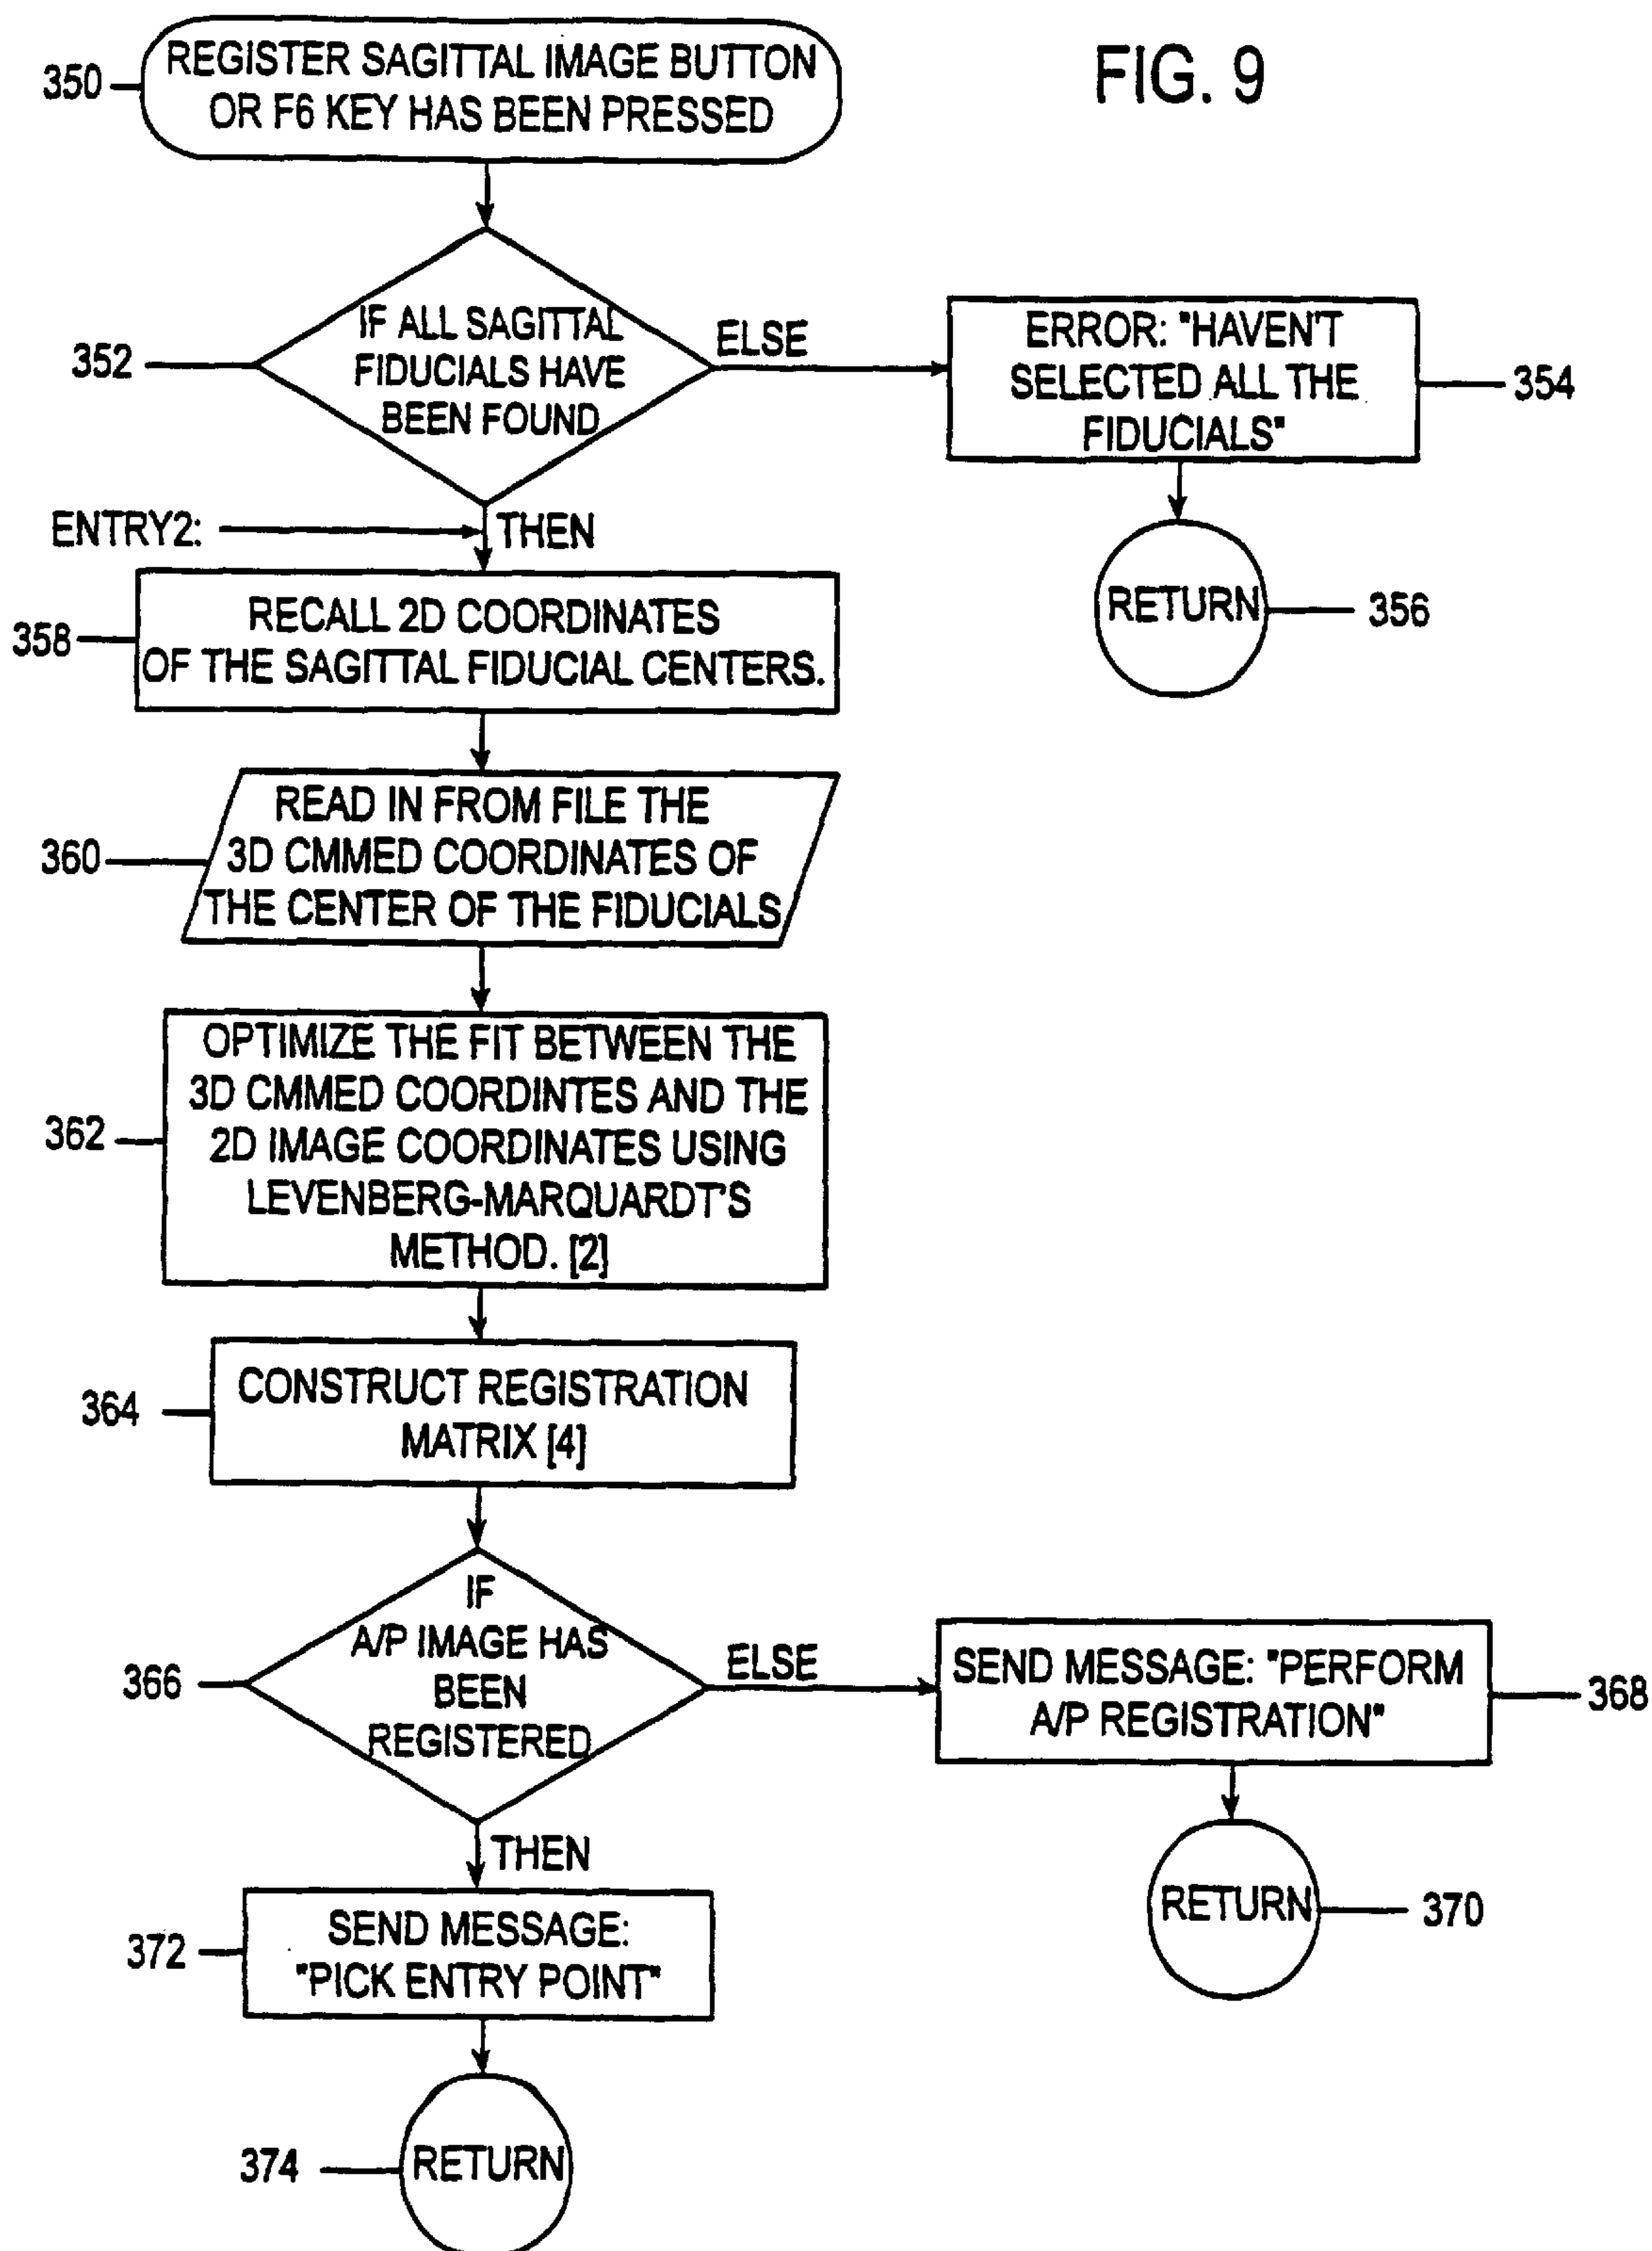 FIG. 9
350
REGISTER SAGITTAL IMAGE BUTTON
OR F6 KEY HAS BEEN PRESSED
352
IF ALL SAGITTAL
FIDUCIALS HAVE
BEEN FOUND
ELSE
ERROR: "HAVEN'T
SELECTED ALL THE
FIDUCIALS"
354
RETURN
356
ENTRY2:
THEN
358
RECALL 2D COORDINATES
OF THE SAGITTAL FIDUCIAL CENTERS.
360
READ IN FROM FILE THE
3D CMMED COORDINATES OF
THE CENTER OF THE FIDUCIALS
362
OPTIMIZE THE FIT BETWEEN THE
3D CMMED COORDINTES AND THE
2D IMAGE COORDINATES USING
LEVENBERG-MARQUARDT'S
METHOD. [2]
364
CONSTRUCT REGISTRATION
MATRIX [4]
366
IF
A/P IMAGE HAS
BEEN
REGISTERED
ELSE
SEND MESSAGE: "PERFORM
A/P REGISTRATION"
368
RETURN
370
THEN
372
SEND MESSAGE:
"PICK ENTRY POINT"
374
RETURN